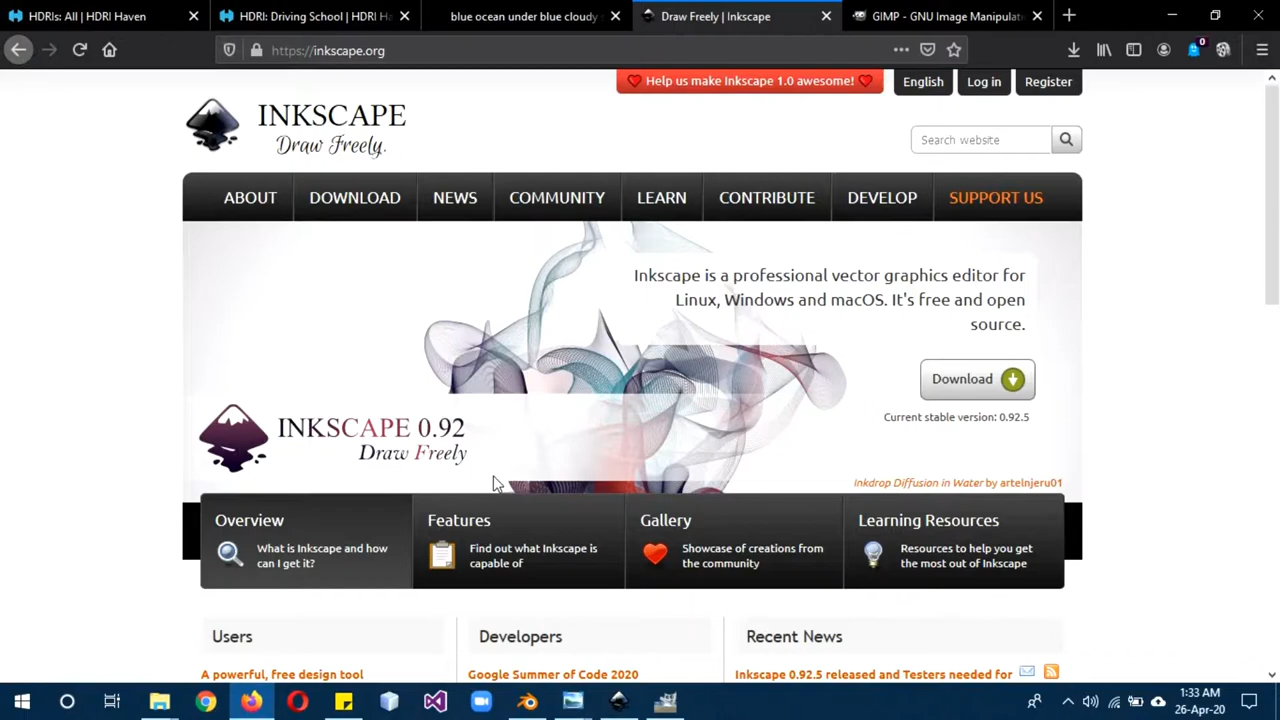 HDRIs: All | HDRI Haven
HDRI: Driving School | HDRI H
blue ocean under blue cloudy
Draw Freely | Inkscape
GIMP - GNU Image Manipulati
https://inkscape.org
0
Help us make Inkscape 1.0 awesome!
English
Log in
Register
INKSCAPE
Draw Freely.
Search website
ABOUT
DOWNLOAD
NEWS
COMMUNITY
LEARN
CONTRIBUTE
DEVELOP
SUPPORT US
Inkscape is a professional vector graphics editor for
Linux, Windows and macOS. It's free and open
source.
Download
Current stable version: 0.92.5
INKSCAPE 0.92
Draw Freely
Inkdrop Diffusion in Water by artelnjeru01
Overview
What is Inkscape and how
can I get it?
Features
Find out what Inkscape is
capable of
Gallery
Showcase of creations from
the community
Learning Resources
Resources to help you get
the most out of Inkscape
Users
A powerful, free design tool
Developers
Google Summer of Code 2020
Recent News
Inkscape 0.92.5 released and Testers needed for
1:33 AM
26-Apr-20